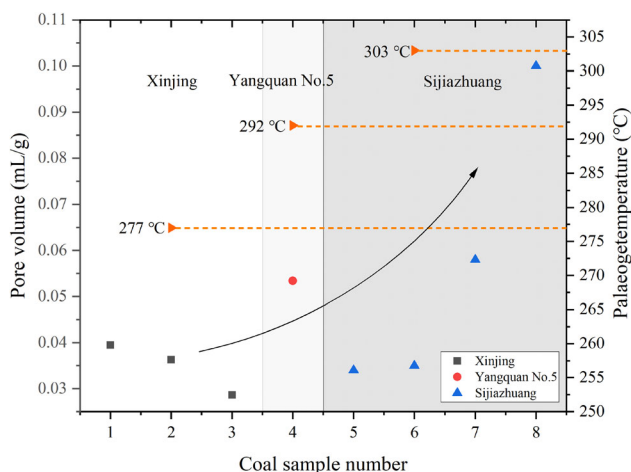 0.11
0.10
0.09
0.08
0.07
0.06
0.05
0.04
0.03
Pore volume (mL/g)
Xinjing
Yangquan No.5
Sijiazhuang
303 ℃
292 ℃
277 ℃
Xinjing
Yangquan No.5
Sijiazhuang
1 2 3 4 5 6 7 8
Coal sample number
305
300
295
290
285
280
275
270
265
260
255
250
Palaeogetemperature (℃)